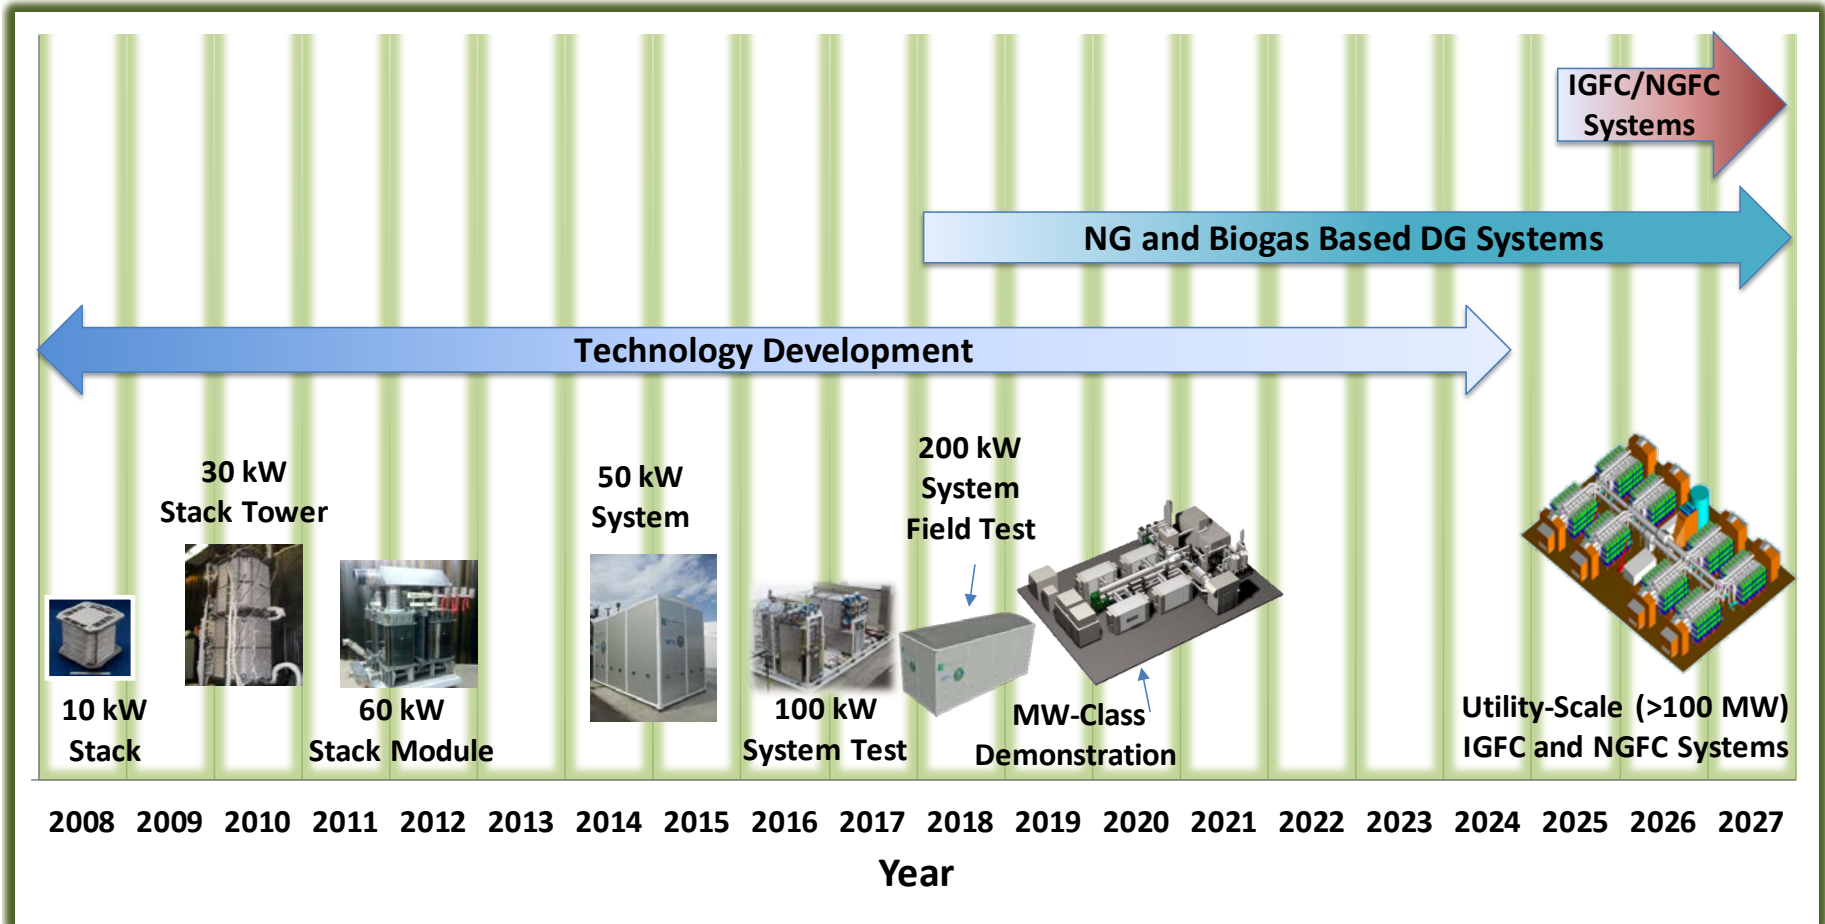 IGFC/NGFC
Systems
NG and Biogas Based DG Systems
Technology Development
30 kW
Stack Tower
50 kW
System
200 kW
System
Field Test
10 kW
Stack
60 kW
Stack Module
100 kW
System Test
MW-Class
Demonstration
Utility-Scale (>100 MW)
IGFC and NGFC Systems
2008 2009 2010 2011 2012 2013 2014 2015 2016 2017 2018 2019 2020 2021 2022 2023 2024 2025 2026 2027
Year